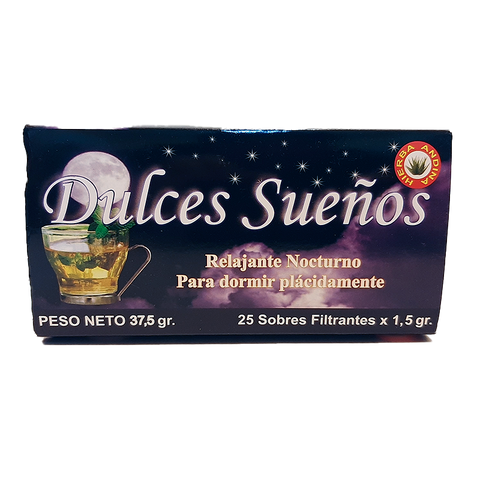 HIERBA ANDINA
Dulces Sueños
Relajante Nocturno
Para dormir plácidamente
PESO NETO 37,5 gr.
25 Sobres Filtrantes x 1,5 gr.